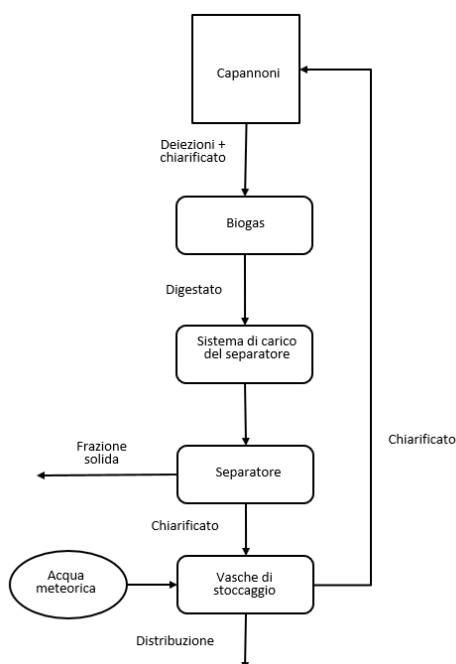 Capannoni
Deiezioni +
chiarificato
Biogas
Digestato
Sistema di carico
del separatore
Frazione
solida
Separatore
Chiarificato
Chiarificato
Acqua
meteorica
Vasche di
stoccaggio
Distribuzione